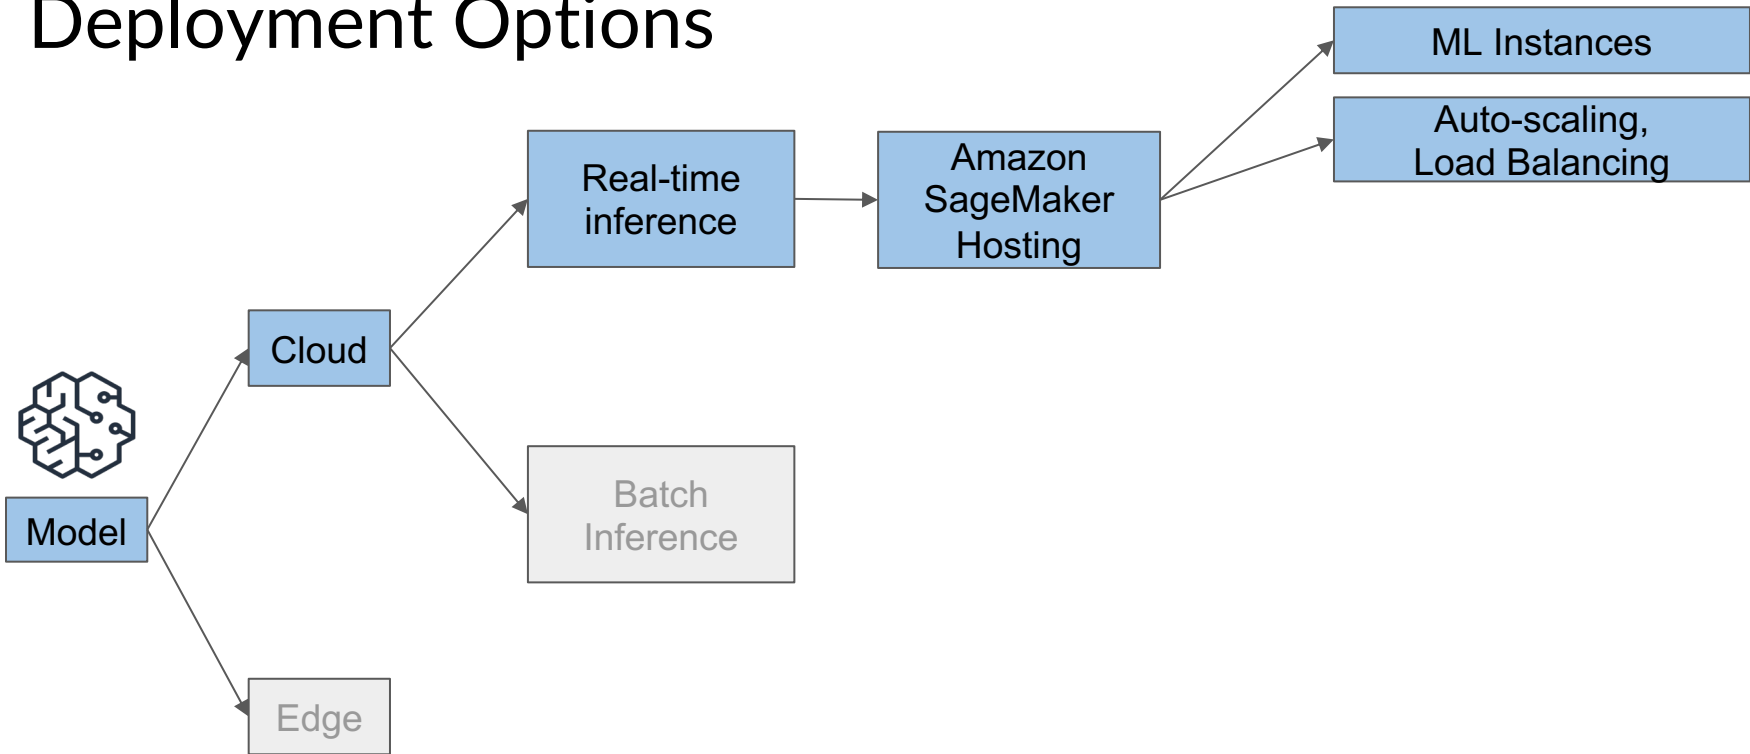 Deployment Options
ML Instances
Auto-scaling,
Load Balancing
Real-time
inference
Amazon
SageMaker
Hosting
Cloud
Batch
Inference
Model
Edge